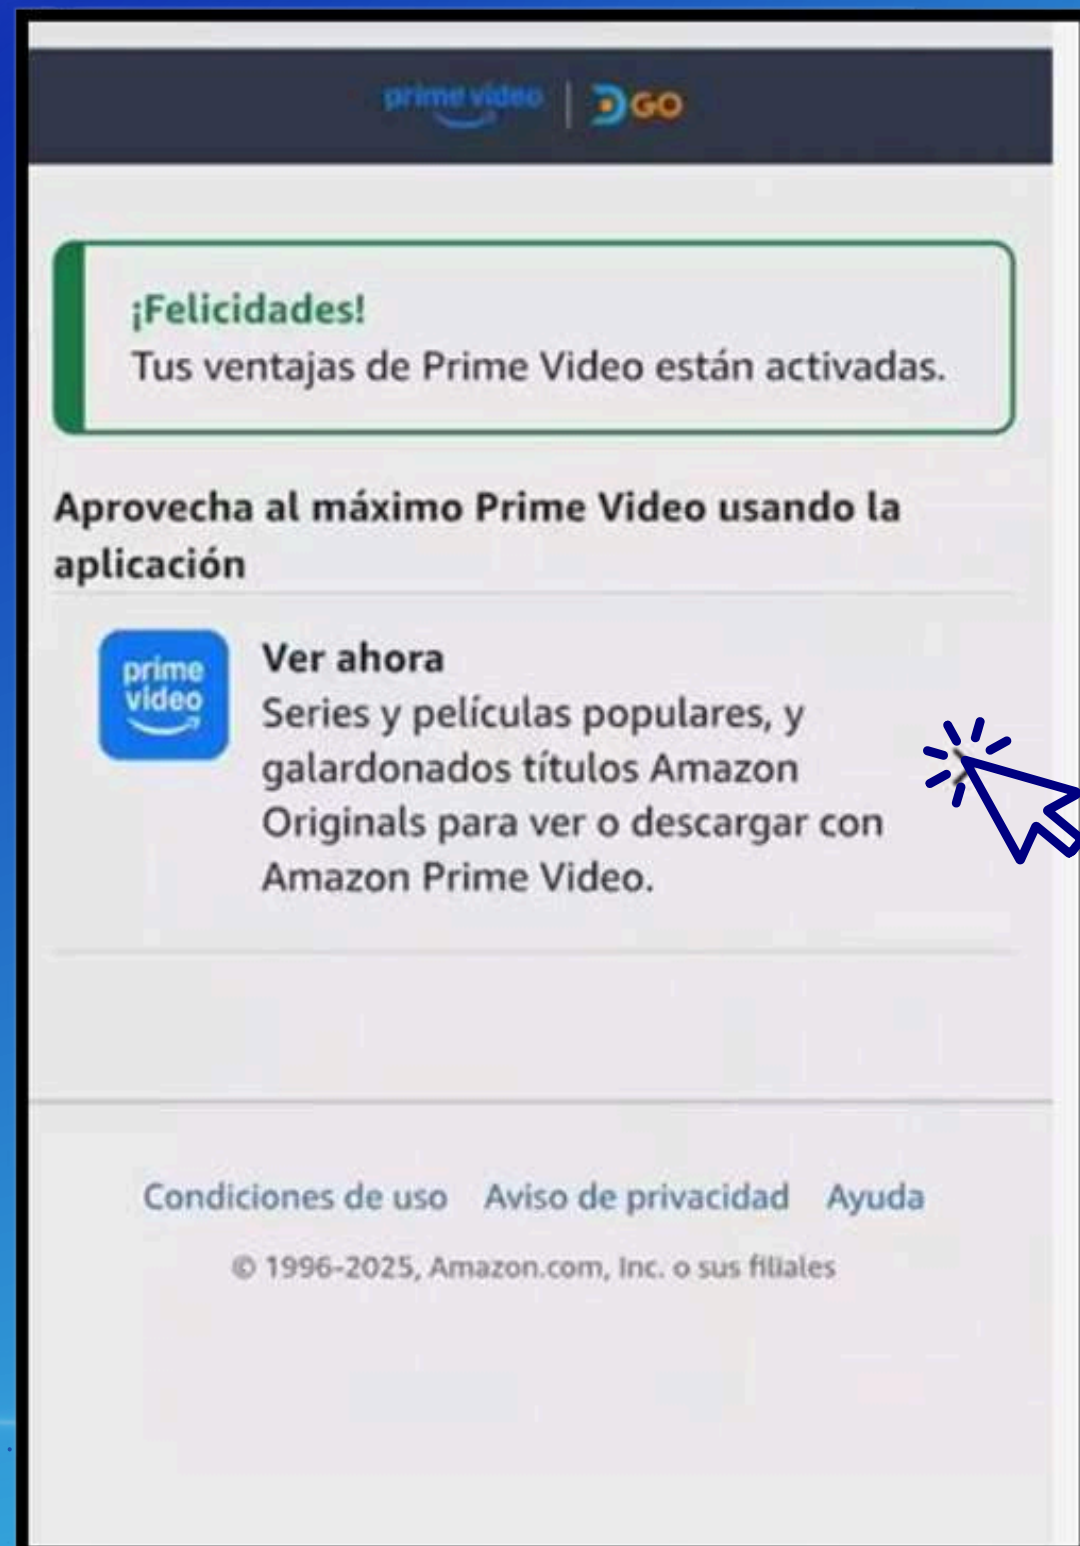 prime video | DGO
¡Felicidades!
Tus ventajas de Prime Video están activadas.
Aprovecha al máximo Prime Video usando la
aplicación
prime
video
Ver ahora
Series y películas populares, y
galardonados títulos Amazon
Originals para ver o descargar con
Amazon Prime Video.
Condiciones de uso Aviso de privacidad Ayuda
© 1996-2025, Amazon.com, Inc. o sus filiales